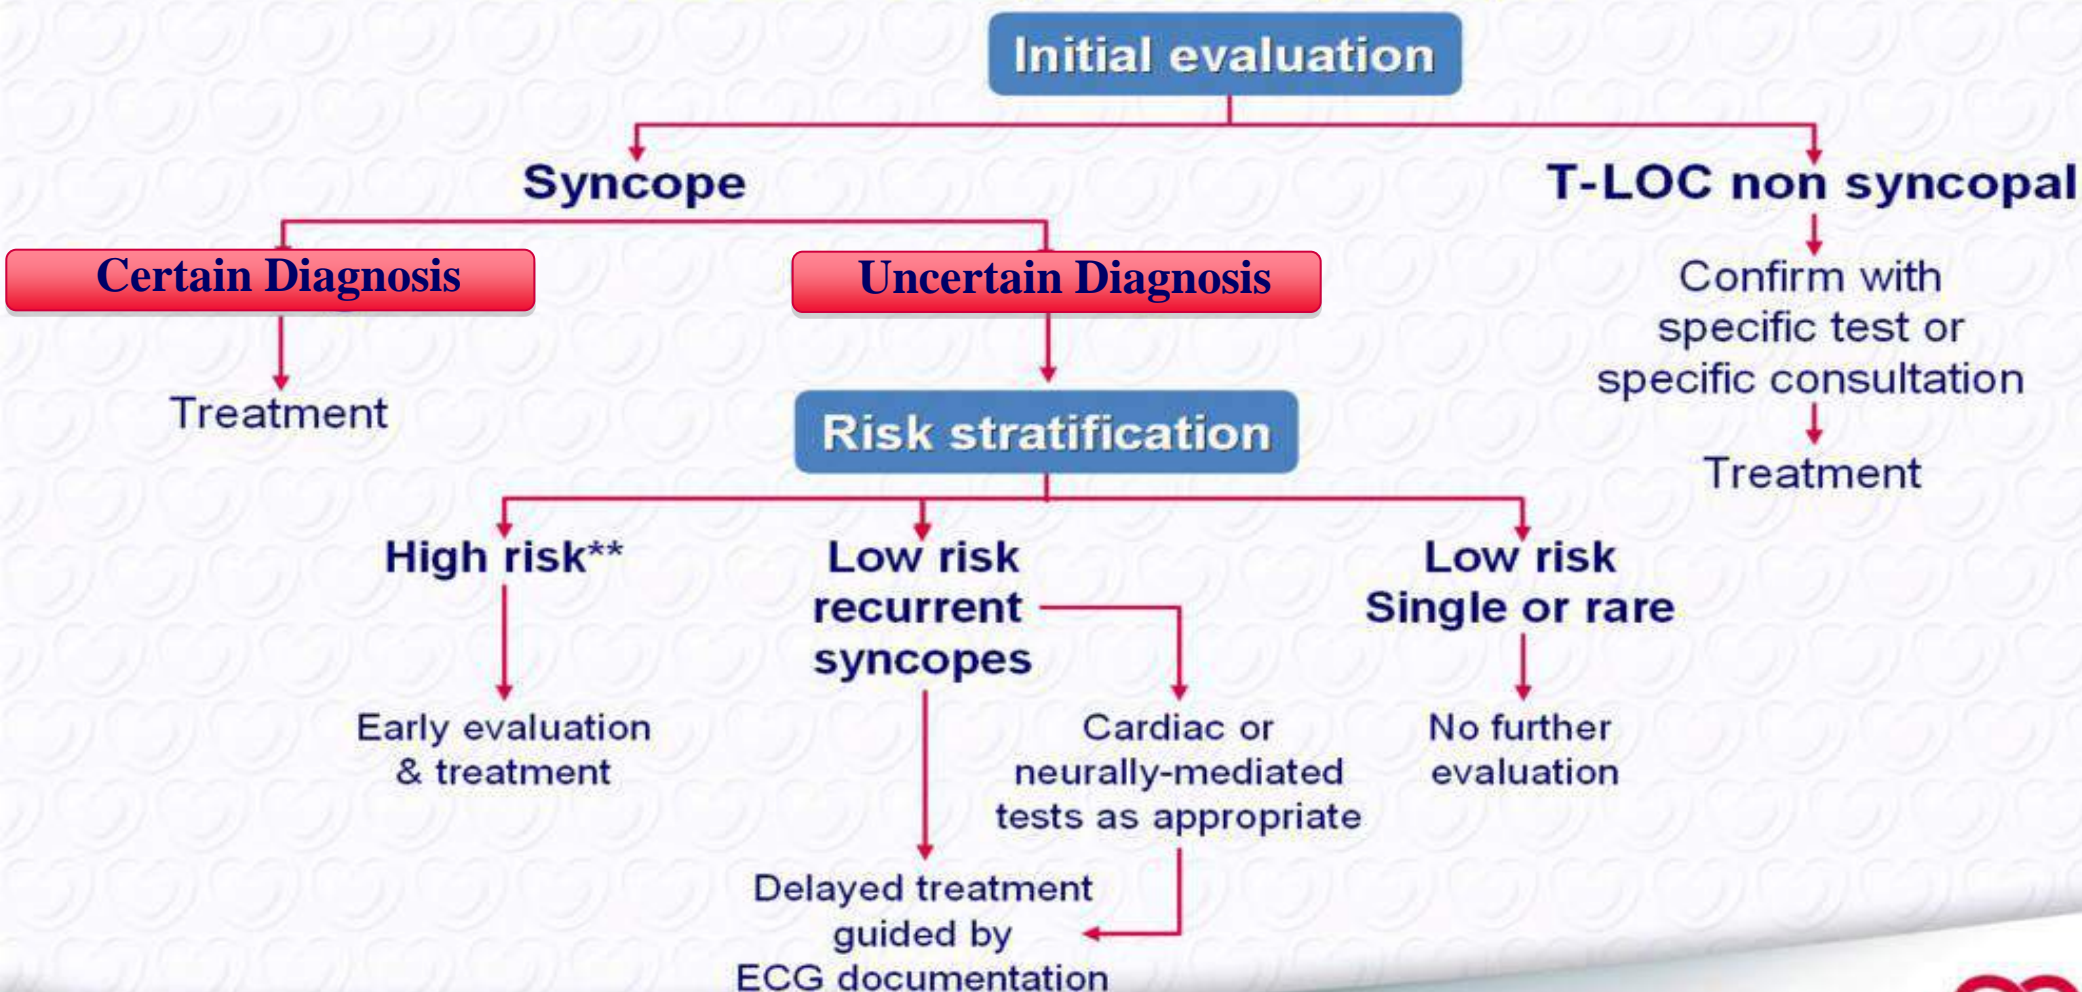 Initial evaluation
Syncope
T-LOC non syncopal
Certain Diagnosis
Uncertain Diagnosis
Confirm with
specific test or
specific consultation
Treatment
Treatment
Risk stratification
High risk**
Low risk
recurrent
syncopes
Low risk
Single or rare
Early evaluation
& treatment
Cardiac or
neurally-mediated
tests as appropriate
No further
evaluation
Delayed treatment
guided by
ECG documentation